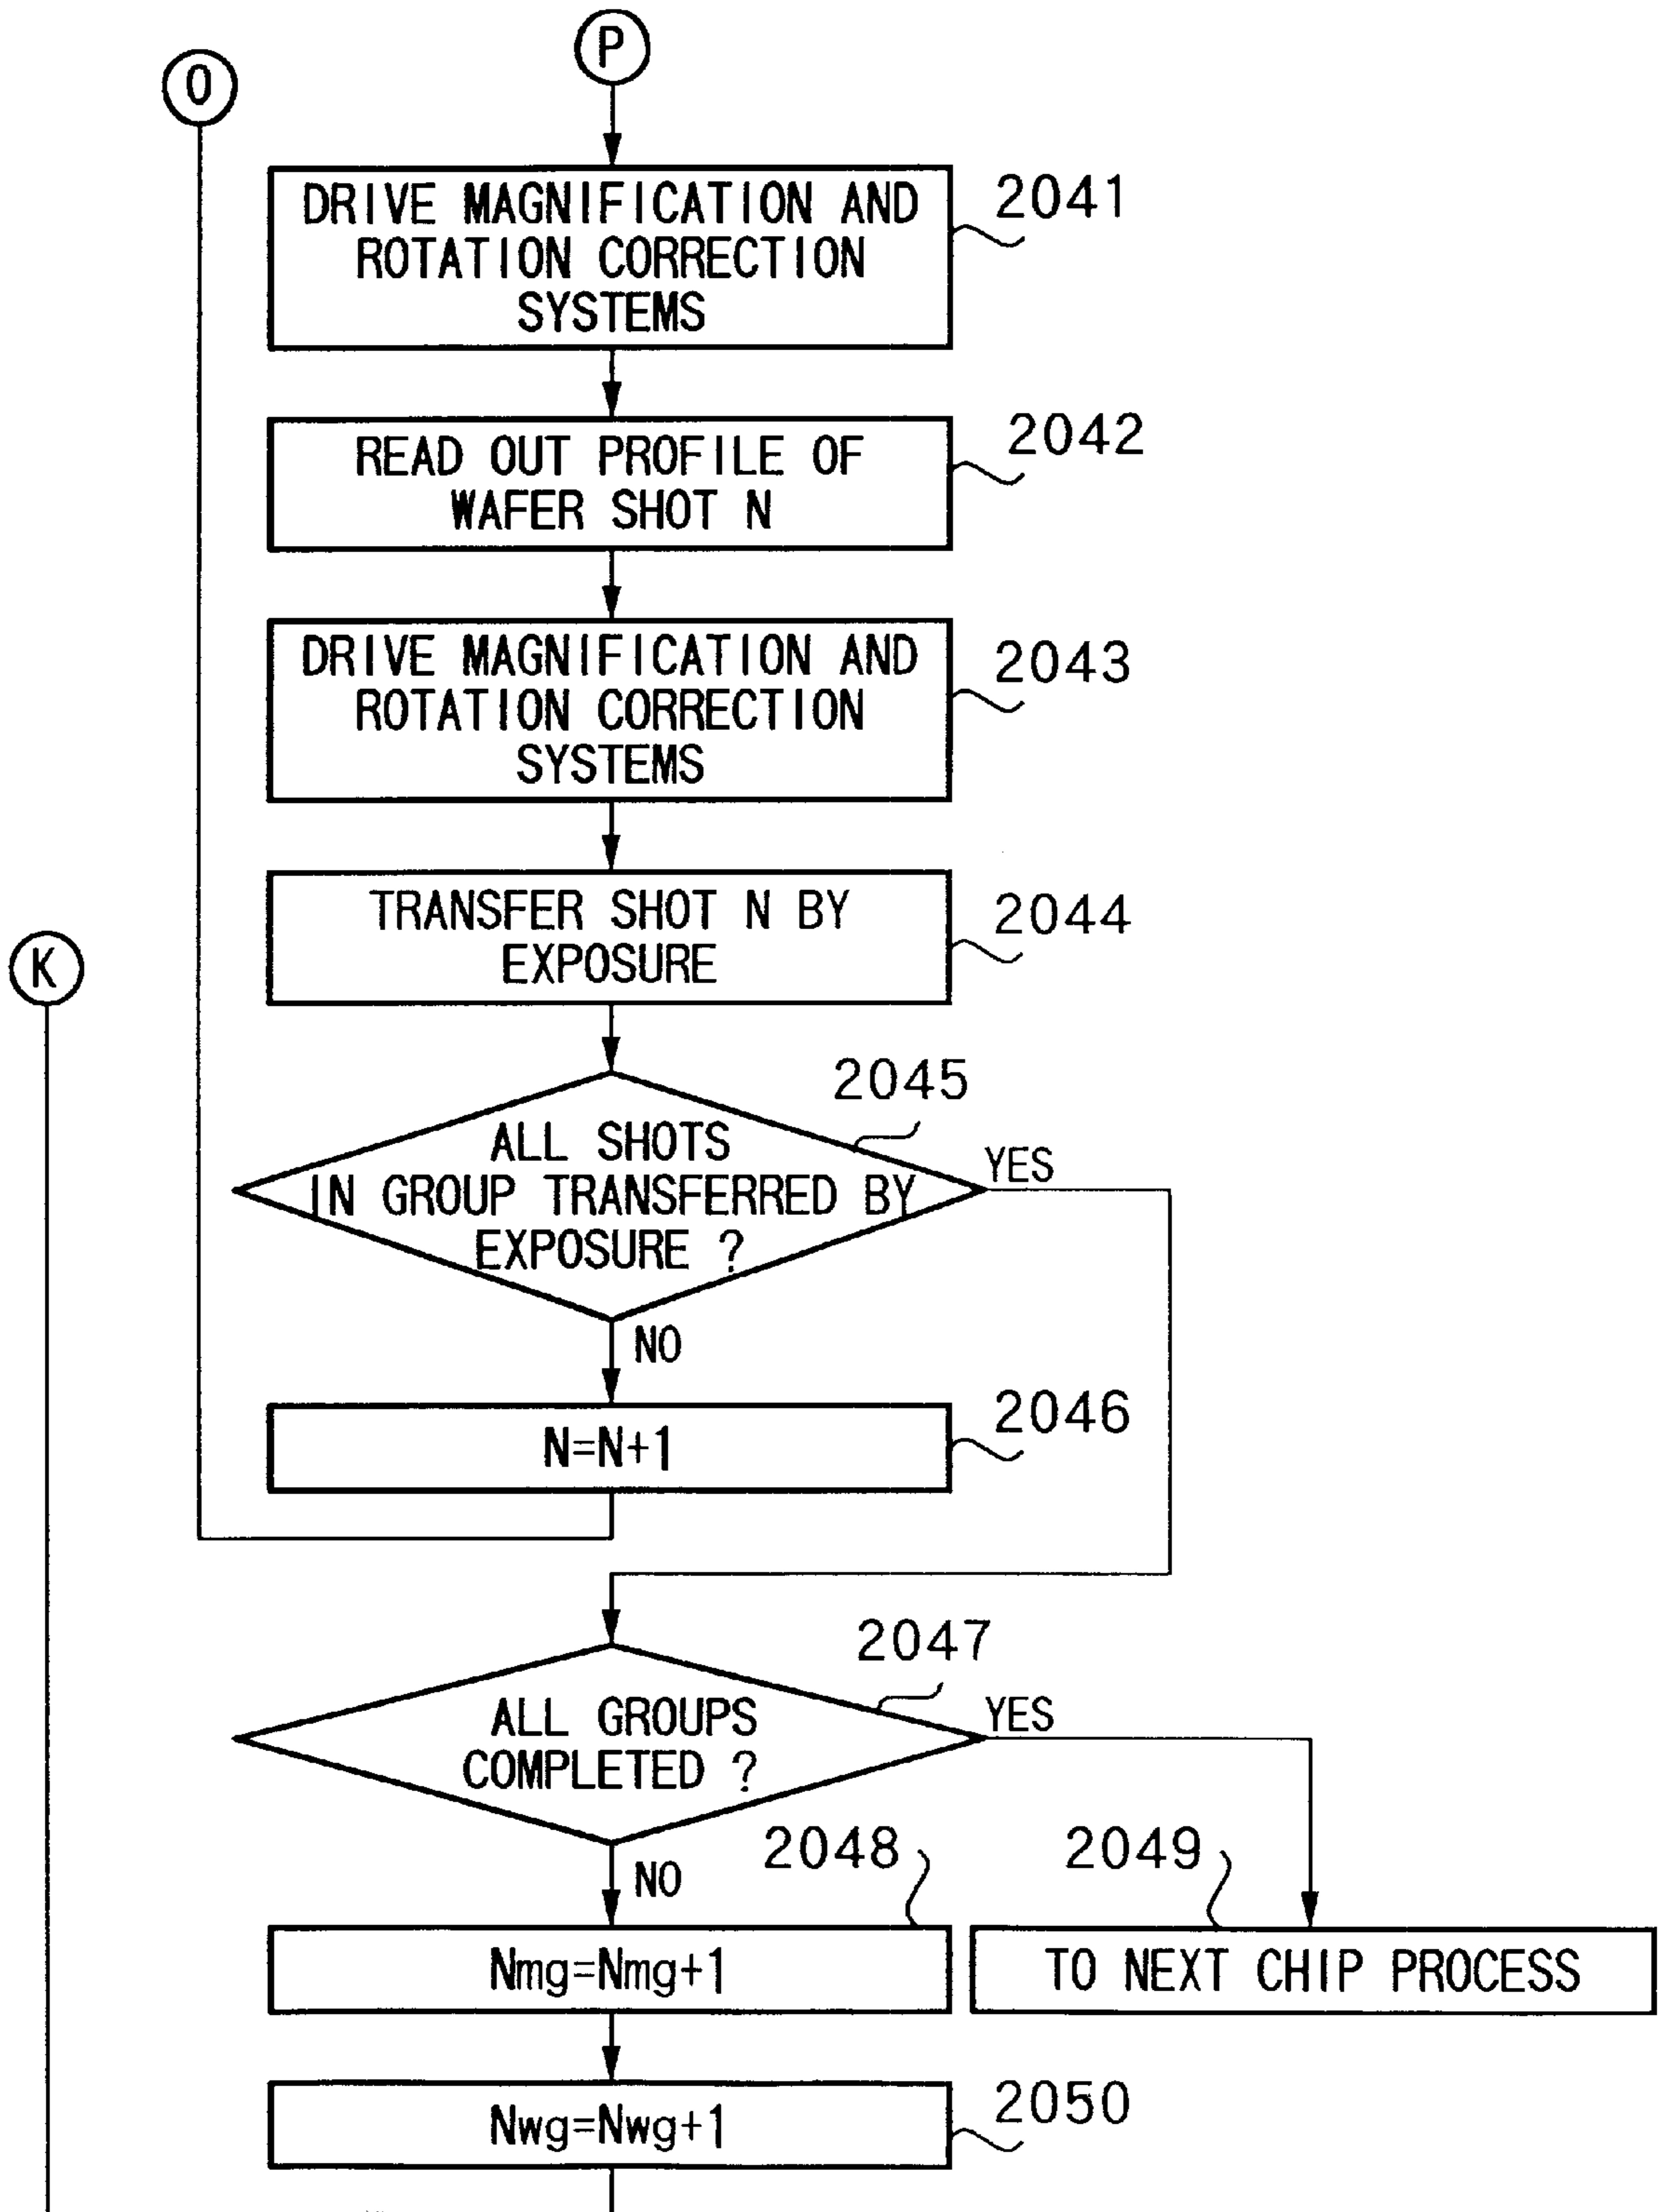 P
O
DRIVE MAGNIFICATION AND
ROTATION CORRECTION
SYSTEMS
2041
READ OUT PROFILE OF
WAFER SHOT N
2042
DRIVE MAGNIFICATION AND
ROTATION CORRECTION
SYSTEMS
2043
TRANSFER SHOT N BY
EXPOSURE
2044
K
2045
ALL SHOTS
IN GROUP TRANSFERRED BY
EXPOSURE ?
YES
NO
N=N+1
2046
2047
ALL GROUPS
COMPLETED ?
YES
NO
2048
2049
Nmg=Nmg+1
TO NEXT CHIP PROCESS
Nwg=Nwg+1
2050